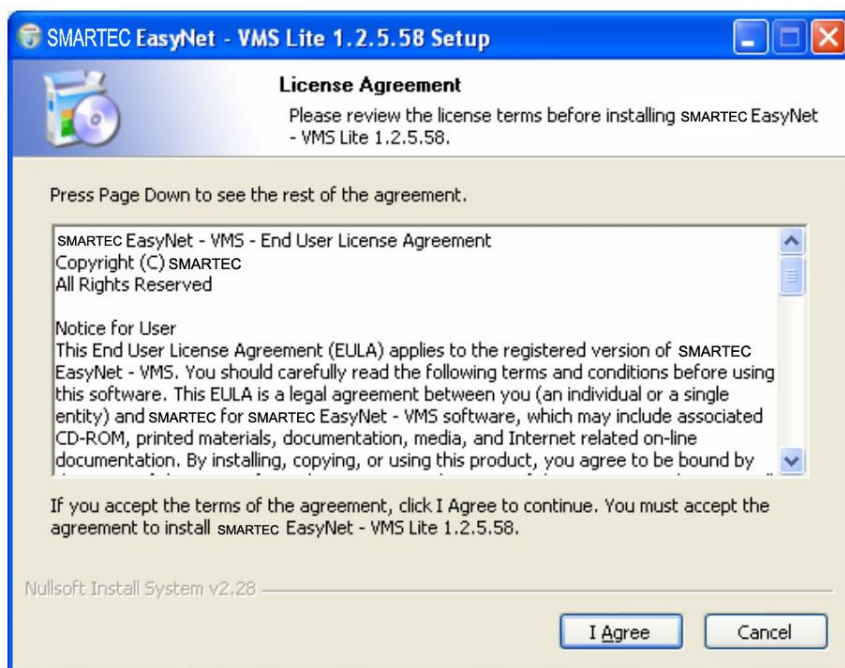 SMARTEC EasyNet - VMS Lite 1.2.5.58 Setup
License Agreement
Please review the license terms before installing SMARTEC EasyNet
- VMS Lite 1.2.5.58.
Press Page Down to see the rest of the agreement.
SMARTEC EasyNet - VMS - End User License Agreement
Copyright (C) SMARTEC
All Rights Reserved
Notice for User
This End User License Agreement (EULA) applies to the registered version of SMARTEC
EasyNet - VMS. You should carefully read the following terms and conditions before using
this software. This EULA is a legal agreement between you (an individual or a single
entity) and SMARTEC for SMARTEC EasyNet - VMS software, which may include associated
CD-ROM, printed materials, documentation, media, and Internet related on-line
documentation. By installing, copying, or using this product, you agree to be bound by
If you accept the terms of the agreement, click I Agree to continue. You must accept the
agreement to install SMARTEC EasyNet - VMS Lite 1.2.5.58.
Nullsoft Install System v2.28
I Agree
Cancel